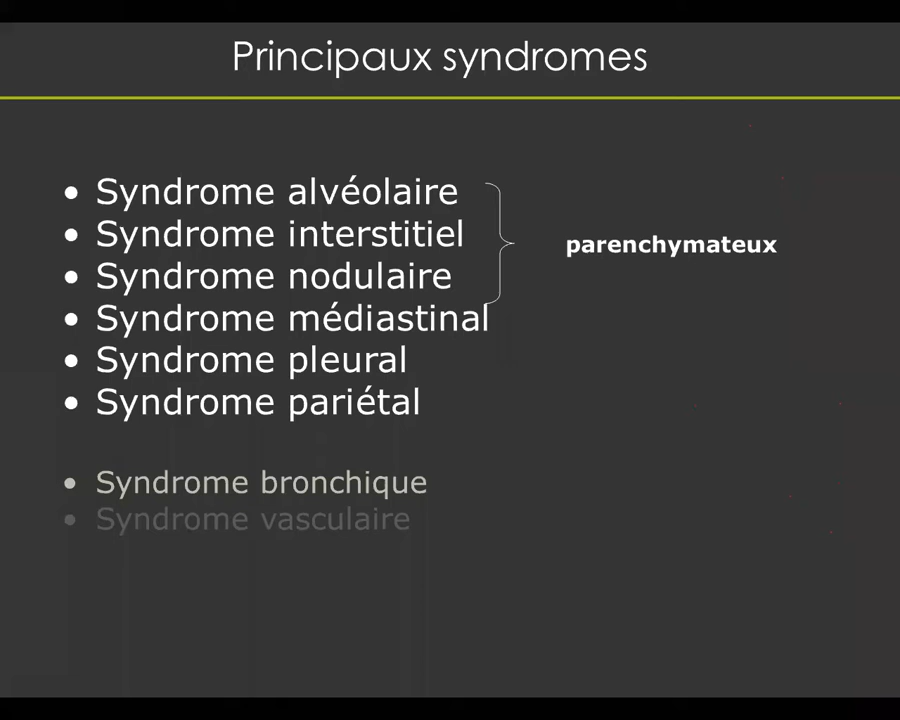 Principaux syndromes
• Syndrome alvéolaire
• Syndrome interstitiel
parenchymateux
• Syndrome nodulaire
• Syndrome médiastinal
• Syndrome pleural
• Syndrome pariétal
• Syndrome bronchique
• Syndrome vasculaire